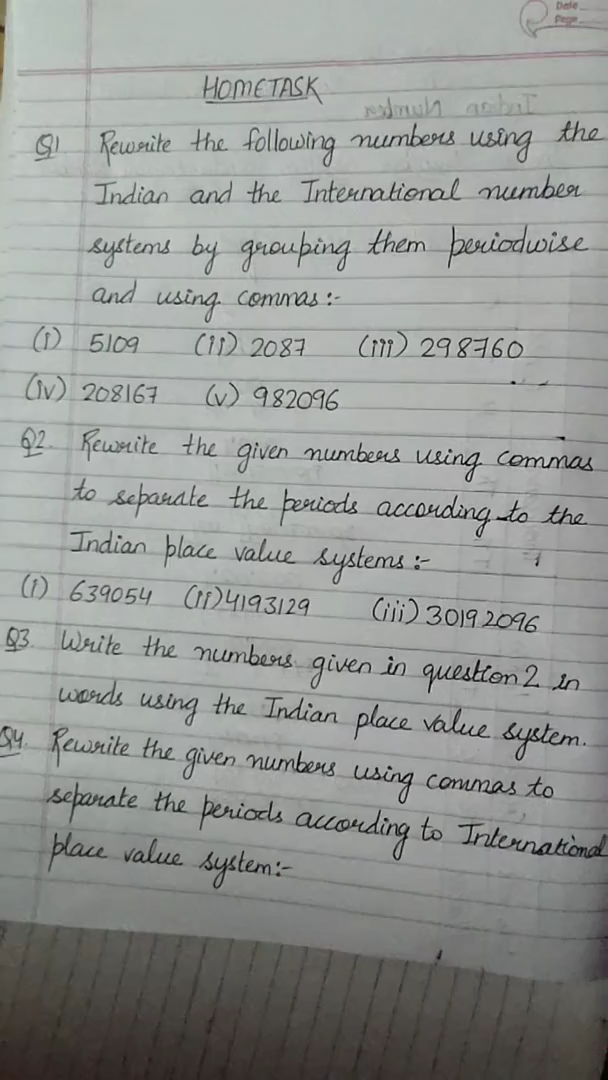 Date
Page
HOMETASK
Q1 Rewrite the following numbers using the
Indian and the International number
systems by grouping them periodwise
and using commas :-
(i) 5109 (ii) 2087 (iii) 298760
(iv) 208167 (v) 982096
Q2. Rewrite the given numbers using commas
to separate the periods according to the
Indian place value systems :-
(i) 639054 (ii) 4193129 (iii) 30192096
Q3. Write the numbers given in question 2 in
words using the Indian place value system.
Q4. Rewrite the given numbers using commas to
separate the periods according to International
place value system:-